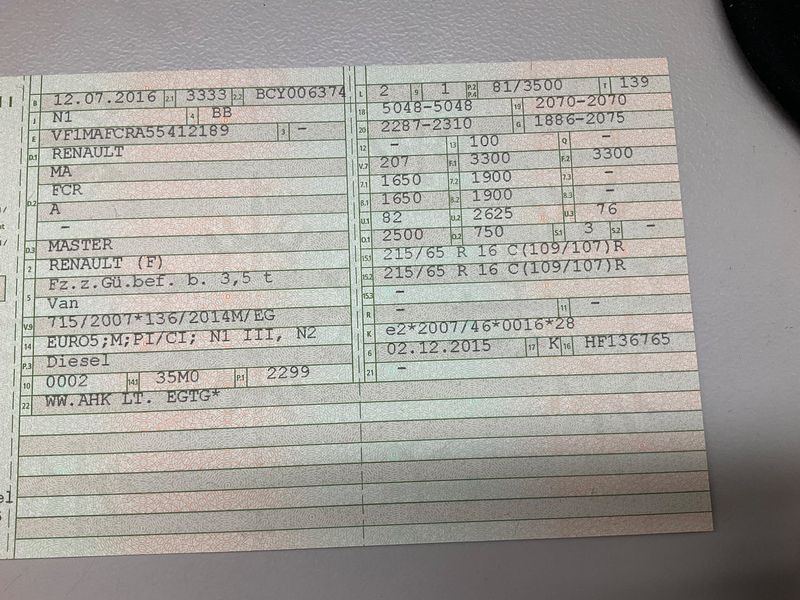 B 12.07.2016 2.1 3333 2.2 BCY006374
J N1 4 BB
E VF1MAFCRA55412189 3 -
D.1 RENAULT
MA
D.2 FCR
A
-
D.3 MASTER
2 RENAULT (F)
5 Fz.z.Gü.bef. b. 3,5 t
Van
V.9 715/2007*136/2014M/EG
14 EURO5;M;PI/CI; N1 III, N2
P.3 Diesel
10 0002 14.1 35M0 P.1 2299
22 WW.AHK LT. EGTG*
L 2 9 1 P.2 P.4 81/3500 T 139
18 5048-5048 19 2070-2070
20 2287-2310 G 1886-2075
12 - 13 100 Q -
V.7 207 F.1 3300 F.2 3300
7.1 1650 7.2 1900 7.3 -
8.1 1650 8.2 1900 8.3 -
U.1 82 U.2 2625 U.3 76
O.1 2500 O.2 750 S.1 3 S.2 -
15.1 215/65 R 16 C(109/107)R
15.2 215/65 R 16 C(109/107)R
15.3 -
R - 11 -
K e2*2007/46*0016*28
6 02.12.2015 17 K 16 HF136765
21 -